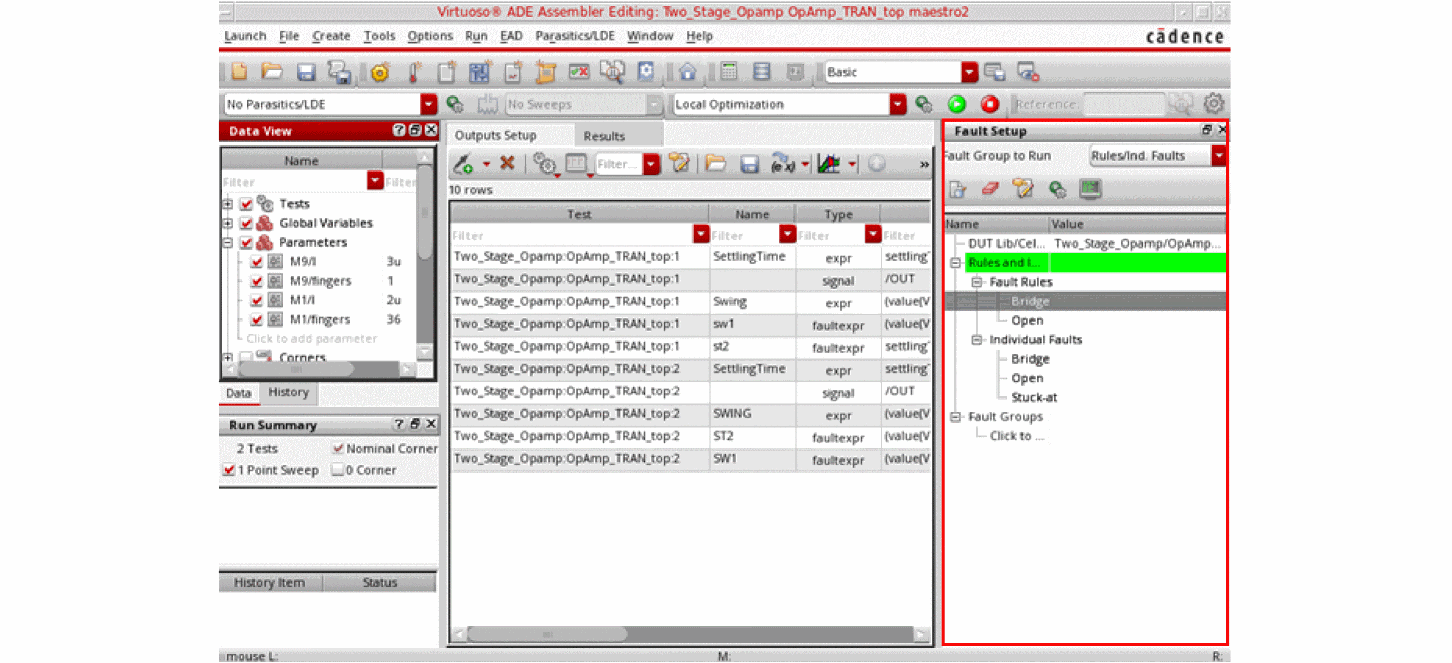 Virtuoso® ADE Assembler Editing: Two_Stage_Opamp OpAmp_TRAN_top maestro2
Launch File Create Tools Options Run EAD Parasitics/LDE Window Help
cādence
Basic
No Parasitics/LDE
No Sweeps
Local Optimization
Reference:
Data View
Name
Filter
Filter
Tests
Global Variables
Parameters
M9/l 3u
M9/fingers 1
M1/l 2u
M1/fingers 36
Click to add parameter
Corners
Data History
Run Summary
2 Tests Nominal Corner
1 Point Sweep 0 Corner
History Item Status
Outputs Setup Results
Filter...
»
10 rows
Test Name Type
Filter Filter Filter Filter
Two_Stage_Opamp:OpAmp_TRAN_top:1 SettlingTime expr settling
Two_Stage_Opamp:OpAmp_TRAN_top:1 signal /OUT
Two_Stage_Opamp:OpAmp_TRAN_top:1 Swing expr (value(V
Two_Stage_Opamp:OpAmp_TRAN_top:1 sw1 faultexpr (value(V
Two_Stage_Opamp:OpAmp_TRAN_top:1 st2 faultexpr settling
Two_Stage_Opamp:OpAmp_TRAN_top:2 SettlingTime expr settling
Two_Stage_Opamp:OpAmp_TRAN_top:2 signal /OUT
Two_Stage_Opamp:OpAmp_TRAN_top:2 SWING expr (value(V
Two_Stage_Opamp:OpAmp_TRAN_top:2 ST2 faultexpr (value(V
Two_Stage_Opamp:OpAmp_TRAN_top:2 SW1 faultexpr (value(V
Fault Setup
Fault Group to Run Rules/Ind. Faults
Name Value
DUT Lib/Cel... Two_Stage_Opamp/OpAmp...
Rules and I...
Fault Rules
Bridge
Open
Individual Faults
Bridge
Open
Stuck-at
Fault Groups
Click to ...
mouse L: M: R: